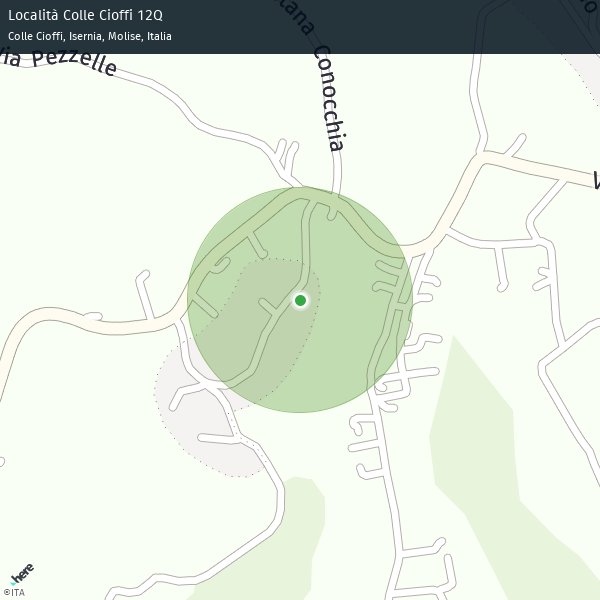 Località Colle Cioffi 12Q
Colle Cioffi, Isernia, Molise, Italia
Via Pezzelle
Conocchia
here
©ITA